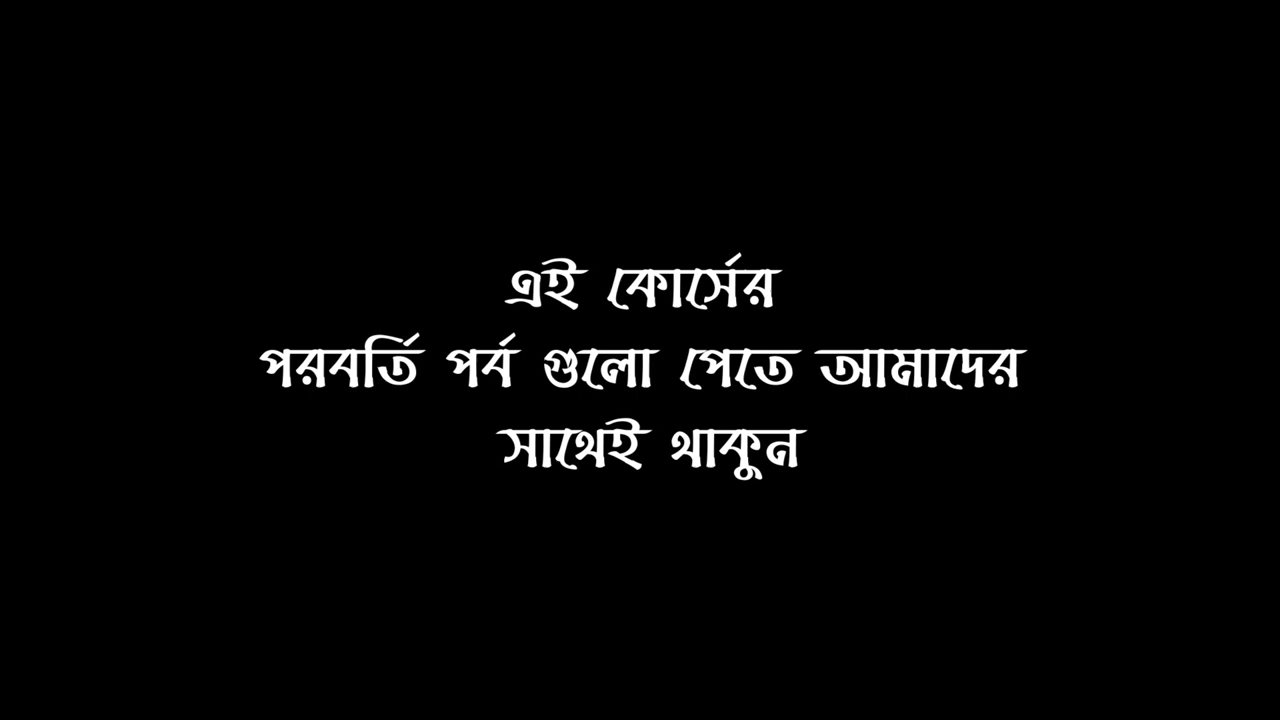 এই কোর্সের
পরবর্তি পর্ব গুলো পেতে আমাদের
সাথেই থাকুন